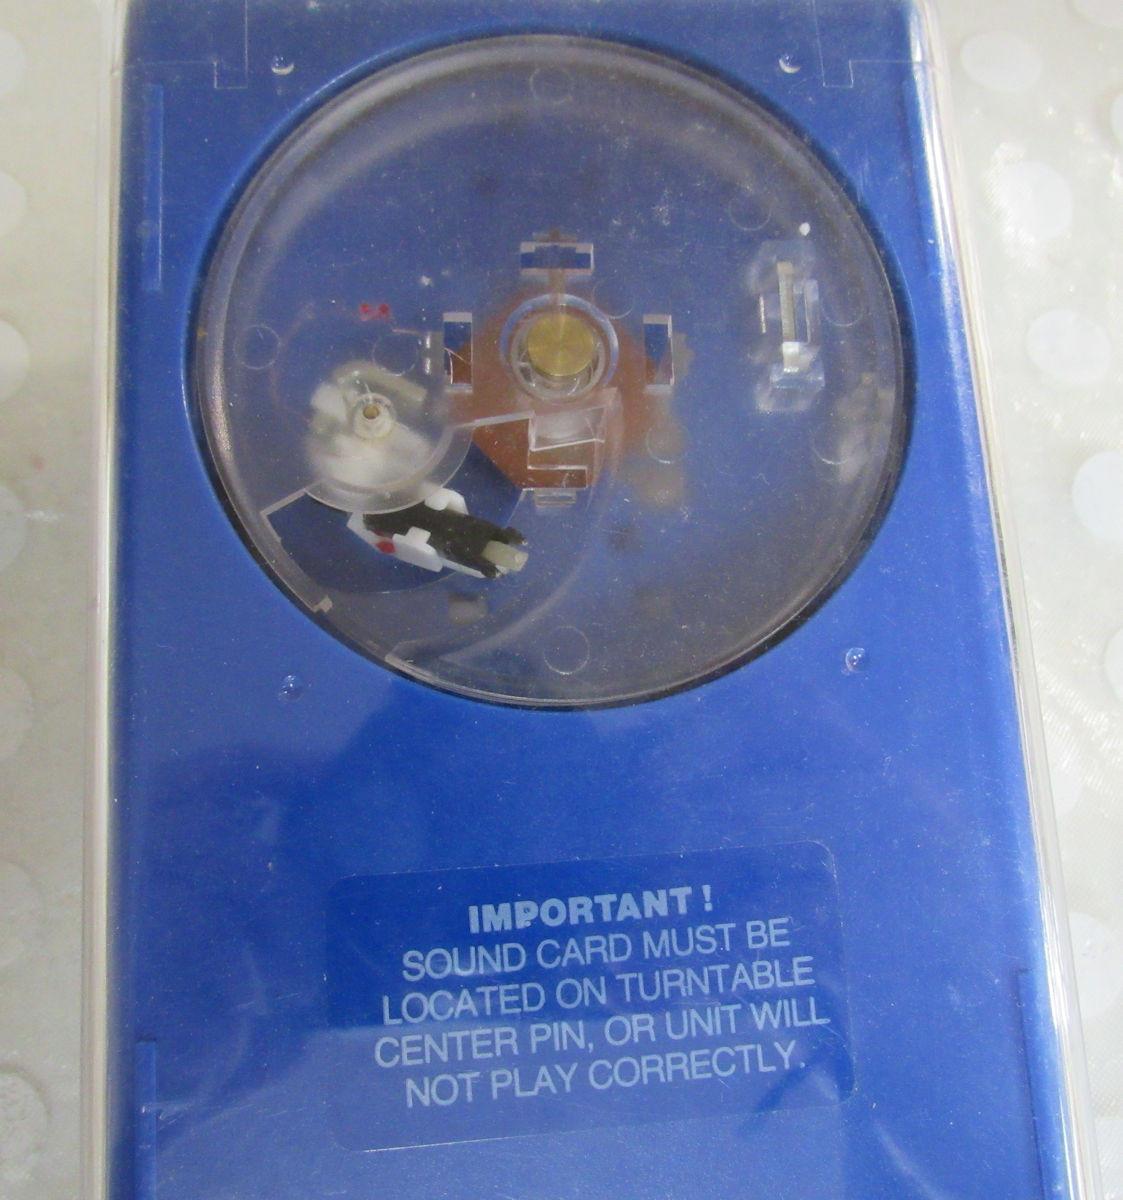 IMPORTANT!
SOUND CARD MUST BE
LOCATED ON TURNTABLE
CENTER PIN, OR UNIT WILL
NOT PLAY CORRECTLY.